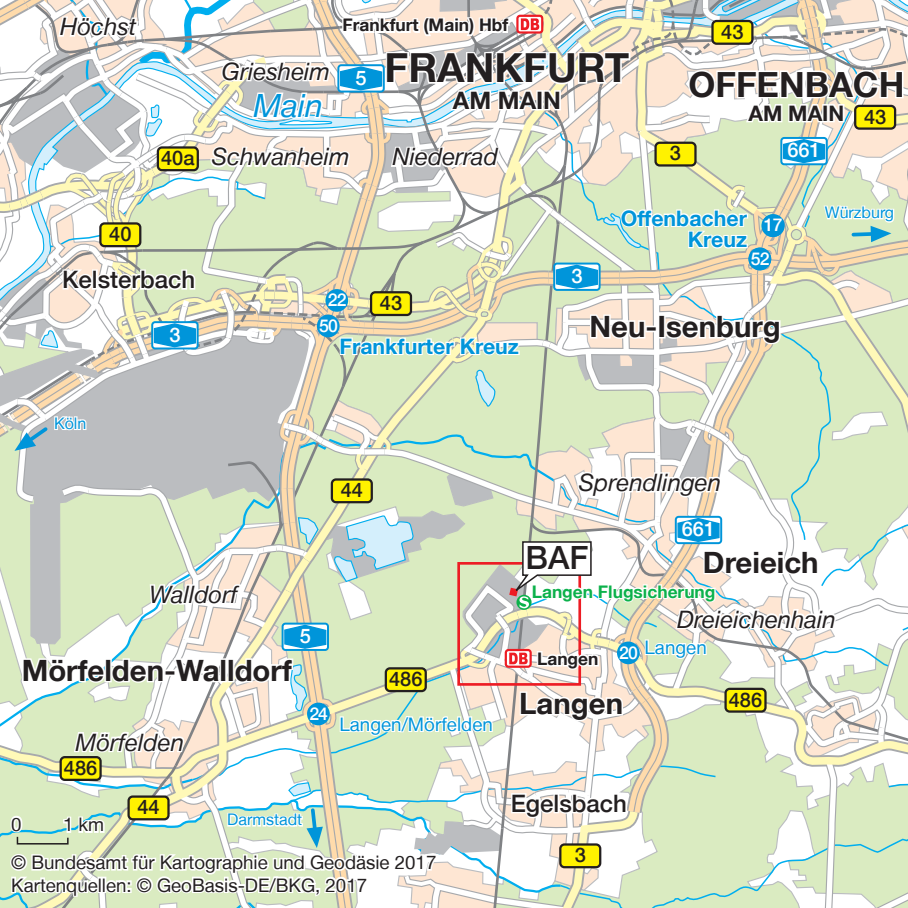 Höchst
Frankfurt (Main) Hbf DB
43
Griesheim
5
FRANKFURT
AM MAIN
OFFENBACH
AM MAIN
43
Main
40a
Schwanheim
Niederrad
3
661
40
Offenbacher
Kreuz
17
Würzburg
52
Kelsterbach
22
43
3
50
3
Frankfurter Kreuz
Neu-Isenburg
Köln
44
Sprendlingen
661
BAF
Dreieich
Walldorf
S
Langen Flugsicherung
5
Dreieichenhain
20
Langen
Mörfelden-Walldorf
DB
Langen
486
486
Langen
24
Langen/Mörfelden
Mörfelden
486
44
Egelsbach
Darmstadt
0 1 km
3
© Bundesamt für Kartographie und Geodäsie 2017
Kartenquellen: © GeoBasis-DE/BKG, 2017